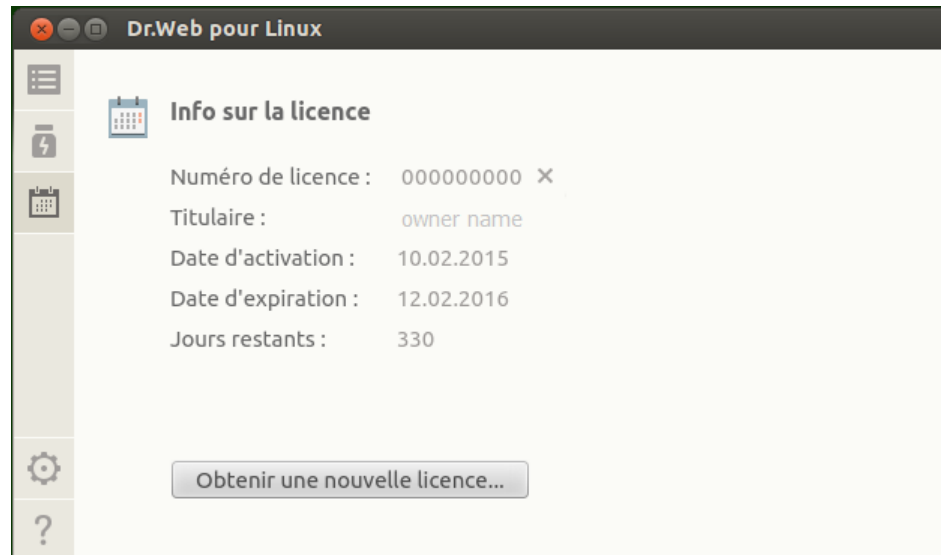 Dr.Web pour Linux
Info sur la licence
Numéro de licence : 000000000 ×
Titulaire : owner name
Date d'activation : 10.02.2015
Date d'expiration : 12.02.2016
Jours restants : 330
Obtenir une nouvelle licence...
?